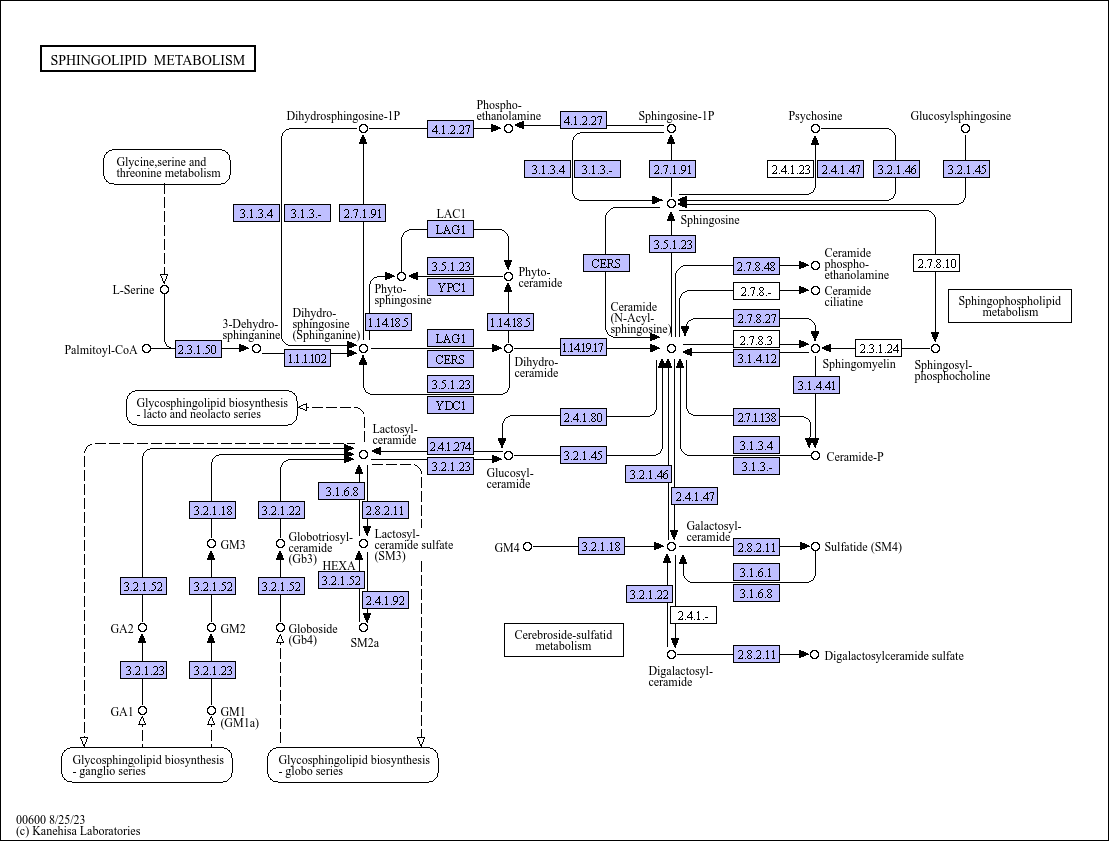 SPHINGOLIPID METABOLISM
Dihydrosphingosine-1P
4.1.2.27
Phospho-
ethanolamine
4.1.2.27
Sphingosine-1P
Psychosine
Glucosylsphingosine
Glycine,serine and
threonine metabolism
3.1.3.4
3.1.3.-
2.7.1.91
2.4.1.23
2.4.1.47
3.2.1.46
3.2.1.45
3.1.3.4
3.1.3.-
2.7.1.91
LAC1
LAG1
Sphingosine
3.5.1.23
CERS
3.5.1.23
YPC1
Phyto-
sphingosine
Phyto-
ceramide
2.7.8.48
Ceramide
phospho-
ethanolamine
2.7.8.10
L-Serine
2.7.8.-
Ceramide
ciliatine
Sphingophospholipid
metabolism
3-Dehydro-
sphinganine
Dihydro-
sphingosine
(Sphinganine)
1.14.18.5
1.14.18.5
Ceramide
(N-Acyl-
sphingosine)
2.7.8.27
Palmitoyl-CoA
2.3.1.50
1.1.1.102
LAG1
CERS
Dihydro-
ceramide
1.14.19.17
2.7.8.3
3.1.4.12
Sphingomyelin
2.3.1.24
Sphingosyl-
phosphocholine
3.5.1.23
YDC1
3.1.4.41
Glycosphingolipid biosynthesis
- lacto and neolacto series
Lactosyl-
ceramide
2.4.1.80
2.7.1.138
2.4.1.274
3.2.1.23
Glucosyl-
ceramide
3.2.1.45
3.1.3.4
3.1.3.-
Ceramide-P
3.1.6.8
3.2.1.46
2.4.1.47
3.2.1.18
3.2.1.22
2.8.2.11
GM3
Globotriosyl-
ceramide
(Gb3)
Lactosyl-
ceramide sulfate
(SM3)
GM4
3.2.1.18
Galactosyl-
ceramide
2.8.2.11
Sulfatide (SM4)
HEXA
3.2.1.52
3.2.1.52
3.2.1.52
3.2.1.52
3.1.6.1
3.1.6.8
2.4.1.92
3.2.1.22
2.4.1.-
GA2
GM2
Globoside
(Gb4)
SM2a
Cerebroside-sulfatid
metabolism
3.2.1.23
3.2.1.23
2.8.2.11
Digalactosylceramide sulfate
Digalactosyl-
ceramide
GA1
GM1
(GM1a)
Glycosphingolipid biosynthesis
- ganglio series
Glycosphingolipid biosynthesis
- globo series
00600 8/25/23
(c) Kanehisa Laboratories